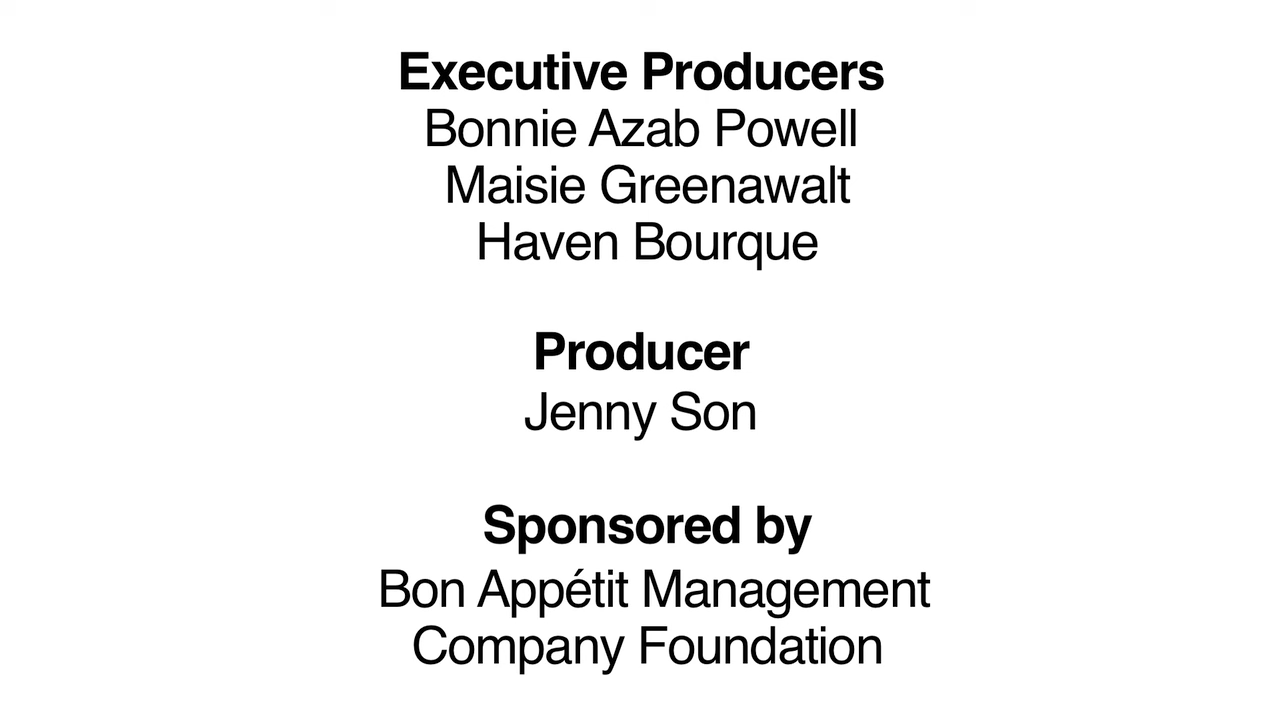 Executive Producers
Bonnie Azab Powell
Maisie Greenawalt
Haven Bourque
Producer
Jenny Son
Sponsored by
Bon Appétit Management
Company Foundation